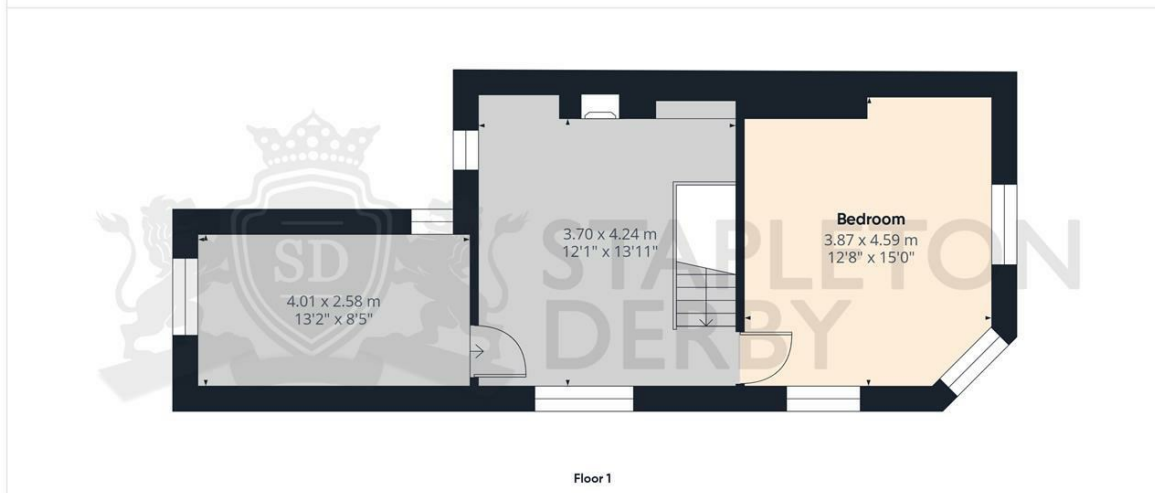 Bedroom
3.87 x 4.59 m
12'8" x 15'0"
3.70 x 4.24 m
12'1" x 13'11"
4.01 x 2.58 m
13'2" x 8'5"
SD
STAPLETON
DERBY
Floor 1